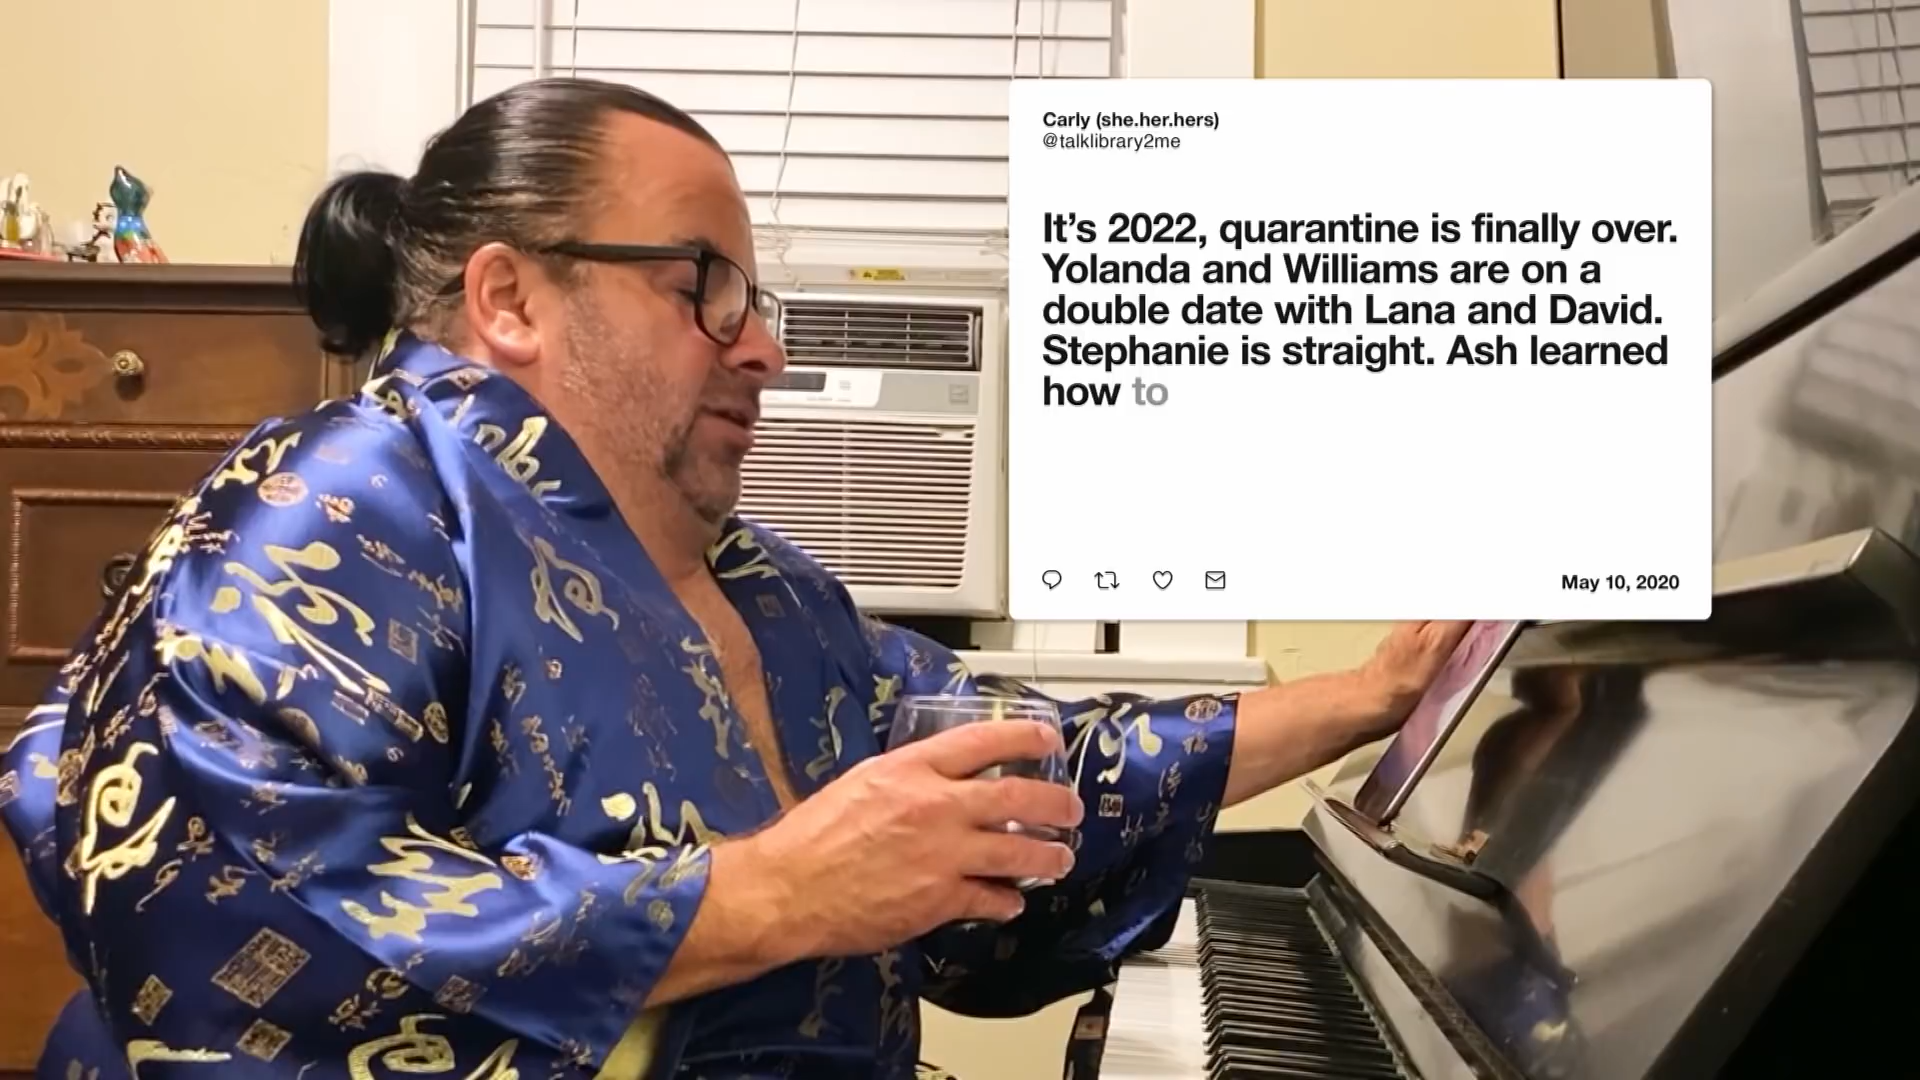 Carly (she.her.hers)
@talklibrary2me
It’s 2022, quarantine is finally over.
Yolanda and Williams are on a
double date with Lana and David.
Stephanie is straight. Ash learned
how to
May 10, 2020